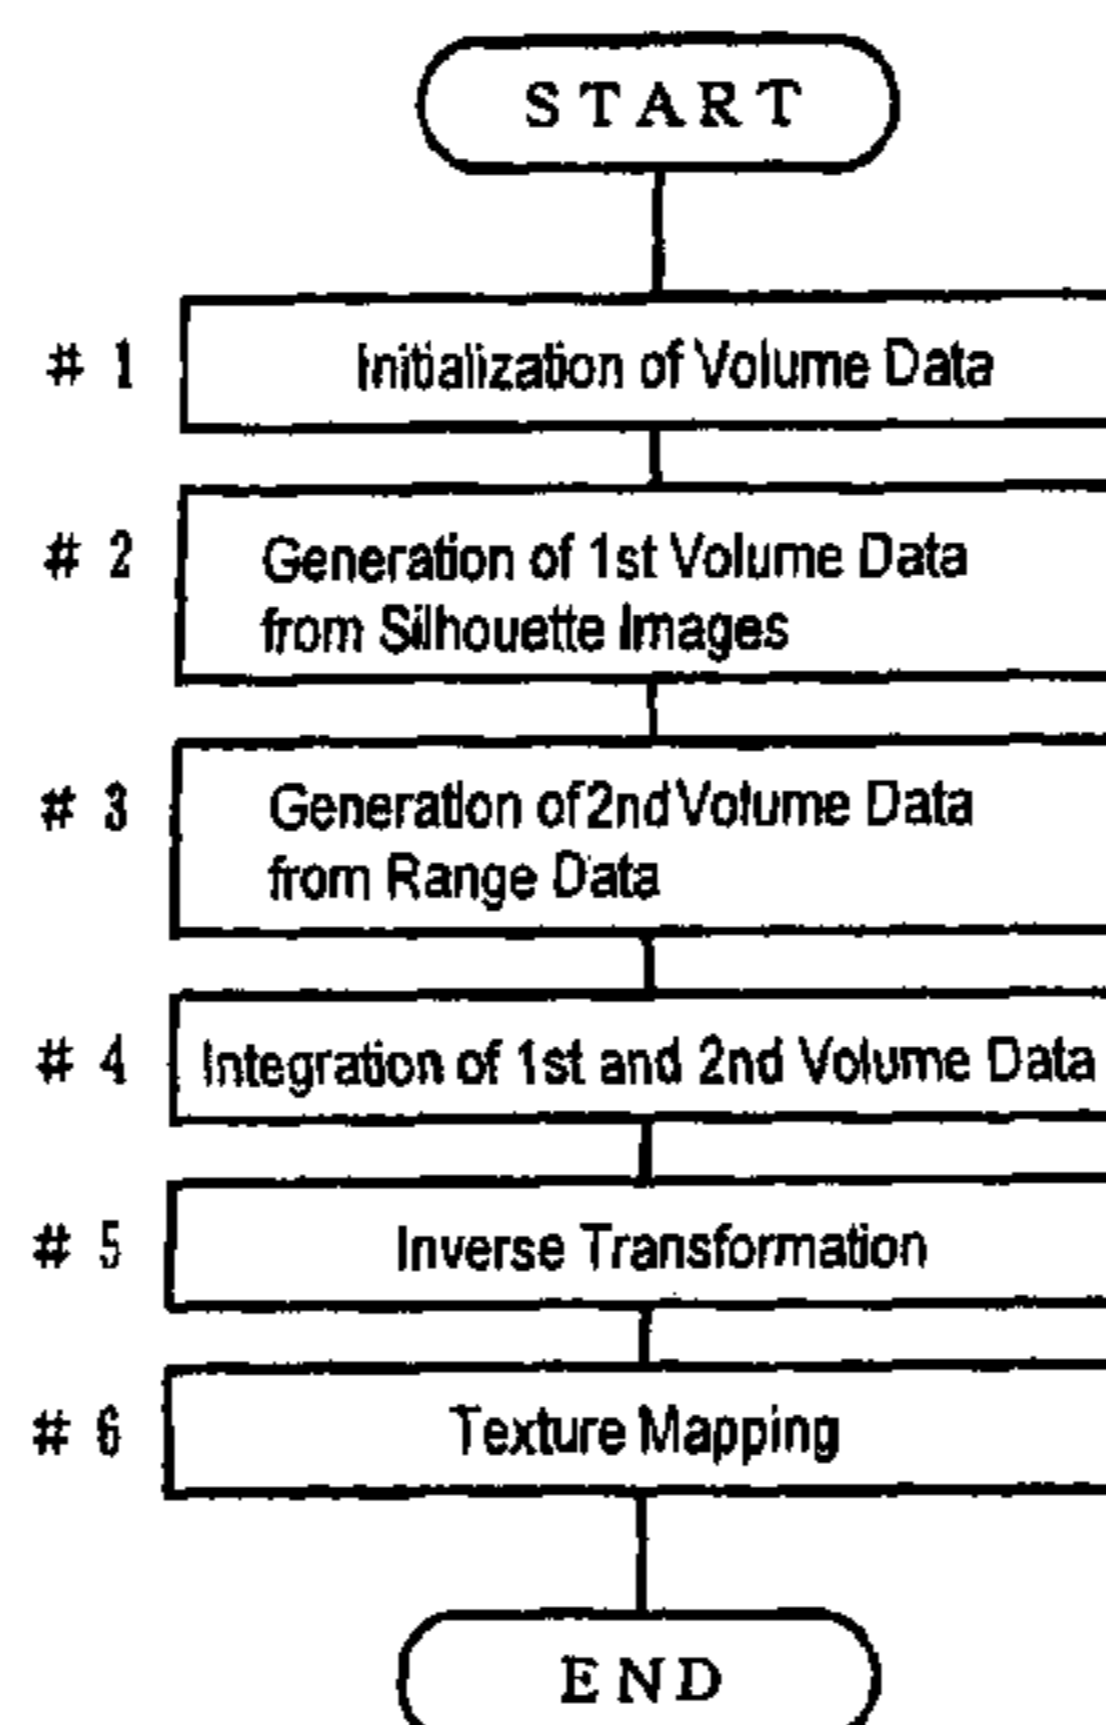 START
# 1 Initialization of Volume Data
# 2 Generation of 1st Volume Data
from Silhouette Images
# 3 Generation of 2nd Volume Data
from Range Data
# 4 Integration of 1st and 2nd Volume Data
# 5 Inverse Transformation
# 6 Texture Mapping
END